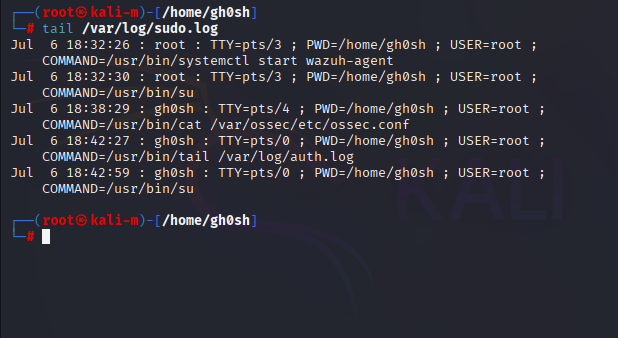 ┌──(root㉿kali-m)-[/home/gh0sh]
└─# tail /var/log/sudo.log
Jul  6 18:32:26 : root : TTY=pts/3 ; PWD=/home/gh0sh ; USER=root ;
    COMMAND=/usr/bin/systemctl start wazuh-agent
Jul  6 18:32:30 : root : TTY=pts/3 ; PWD=/home/gh0sh ; USER=root ;
    COMMAND=/usr/bin/su
Jul  6 18:38:29 : gh0sh : TTY=pts/4 ; PWD=/home/gh0sh ; USER=root ;
    COMMAND=/usr/bin/cat /var/ossec/etc/ossec.conf
Jul  6 18:42:27 : gh0sh : TTY=pts/0 ; PWD=/home/gh0sh ; USER=root ;
    COMMAND=/usr/bin/tail /var/log/auth.log
Jul  6 18:42:59 : gh0sh : TTY=pts/0 ; PWD=/home/gh0sh ; USER=root ;
    COMMAND=/usr/bin/su
┌──(root㉿kali-m)-[/home/gh0sh]
└─#
KALI